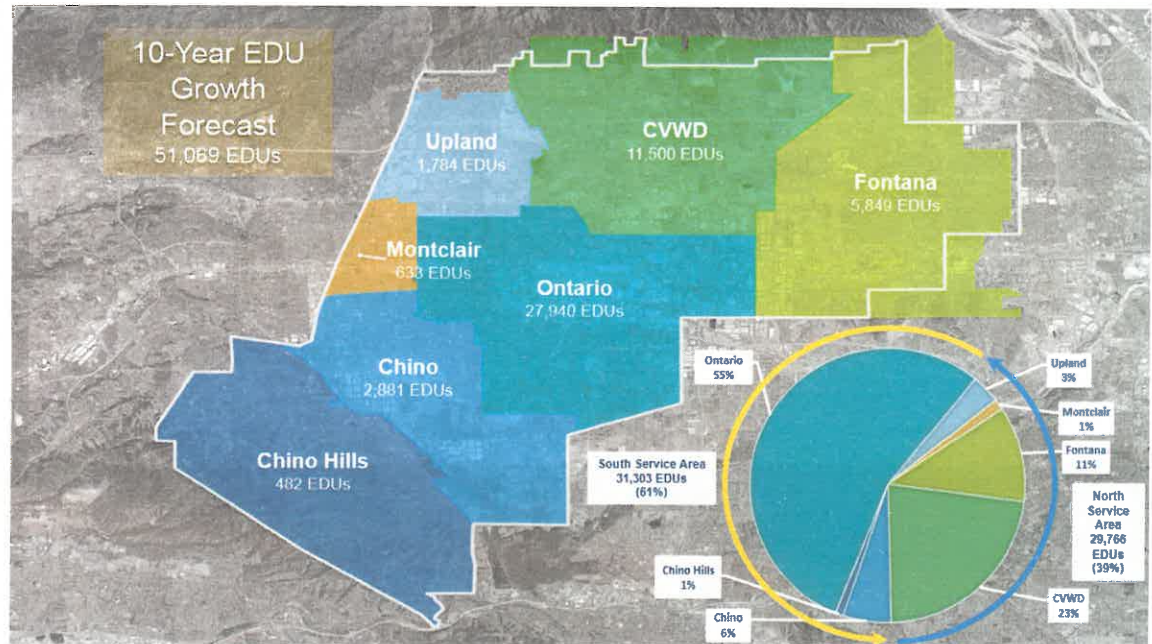 10-Year EDU
Growth
Forecast
51,069 EDUs
Upland
1,784 EDUs
CVWD
11,500 EDUs
Fontana
5,849 EDUs
Montclair
633 EDUs
Ontario
27,940 EDUs
Chino
2,881 EDUs
Chino Hills
482 EDUs
Ontario
55%
Upland
3%
Montclair
1%
Fontana
11%
South Service Area
31,303 EDUs
(61%)
North
Service
Area
29,766
EDUs
(39%)
Chino Hills
1%
Chino
6%
CVWD
23%